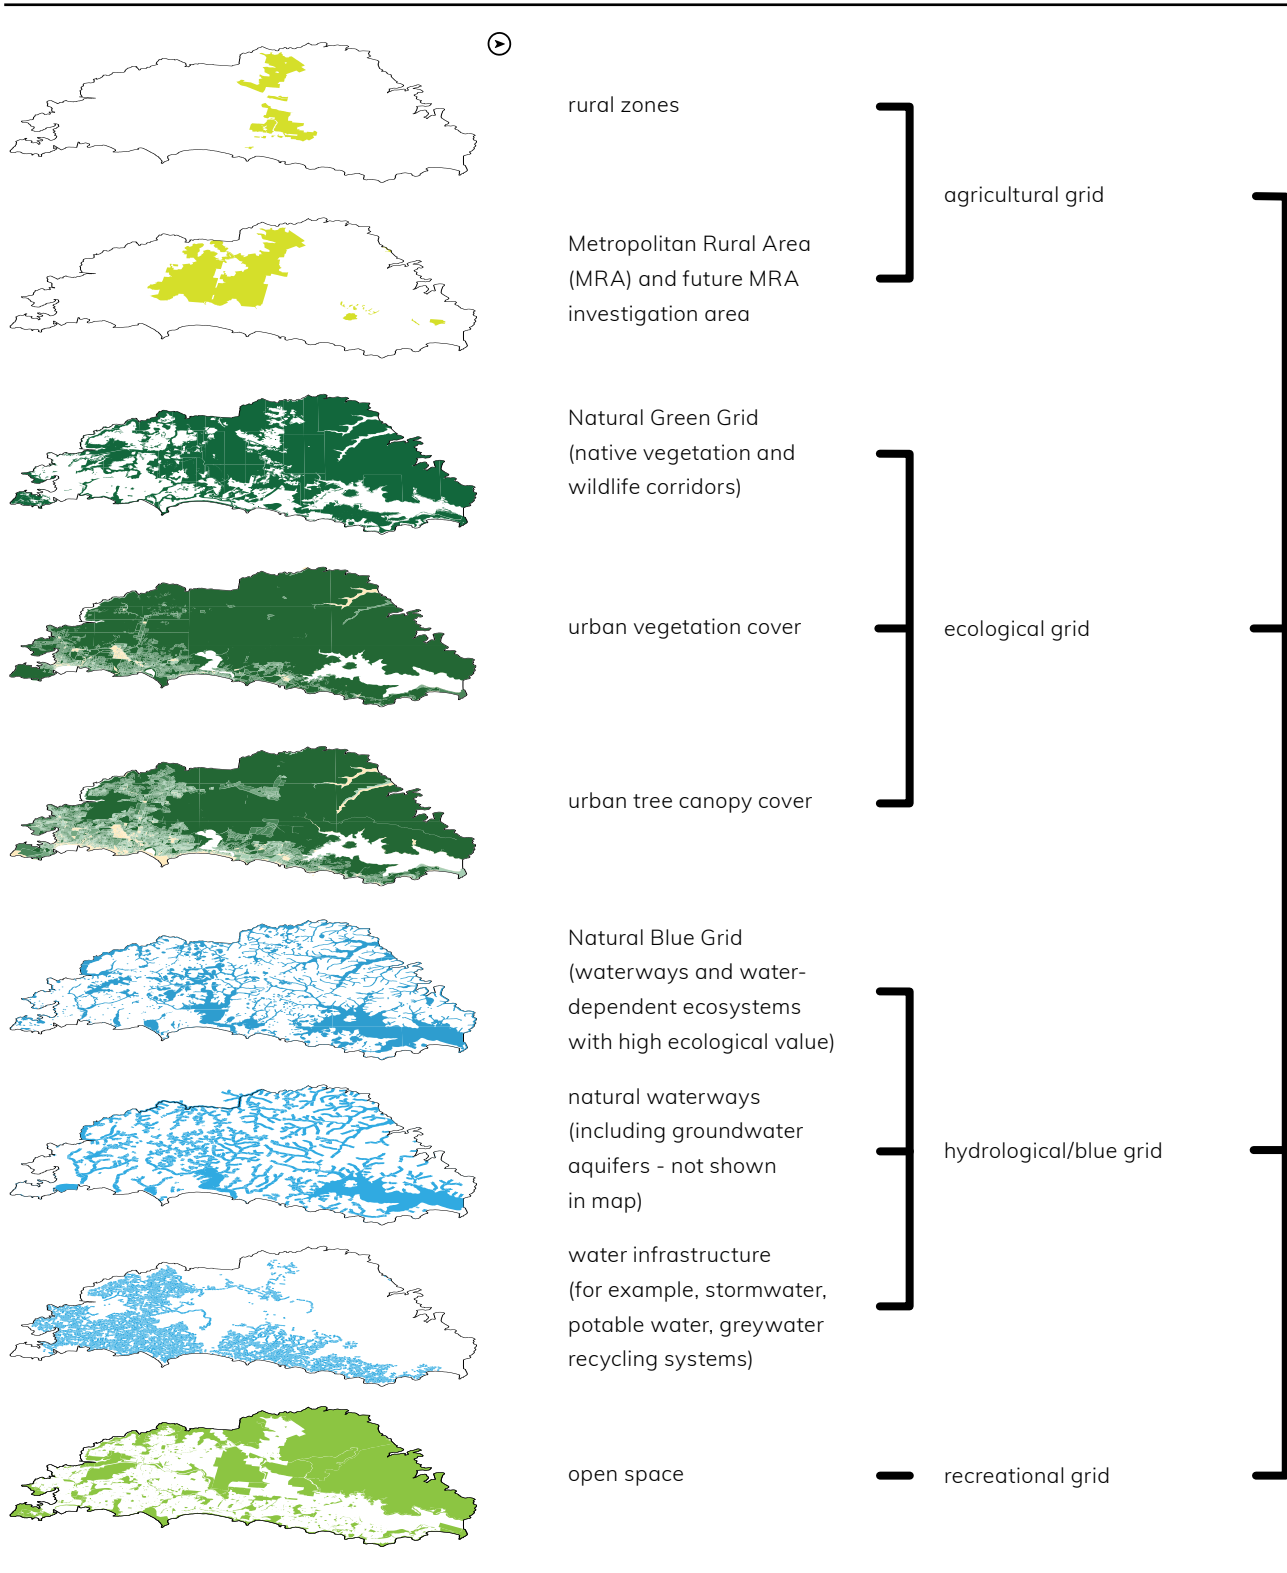 rural zones
agricultural grid
Metropolitan Rural Area
(MRA) and future MRA
investigation area
Natural Green Grid
(native vegetation and
wildlife corridors)
urban vegetation cover
ecological grid
urban tree canopy cover
Natural Blue Grid
(waterways and water-
dependent ecosystems
with high ecological value)
natural waterways
(including groundwater
aquifers - not shown
in map)
hydrological/blue grid
water infrastructure
(for example, stormwater,
potable water, greywater
recycling systems)
open space
recreational grid